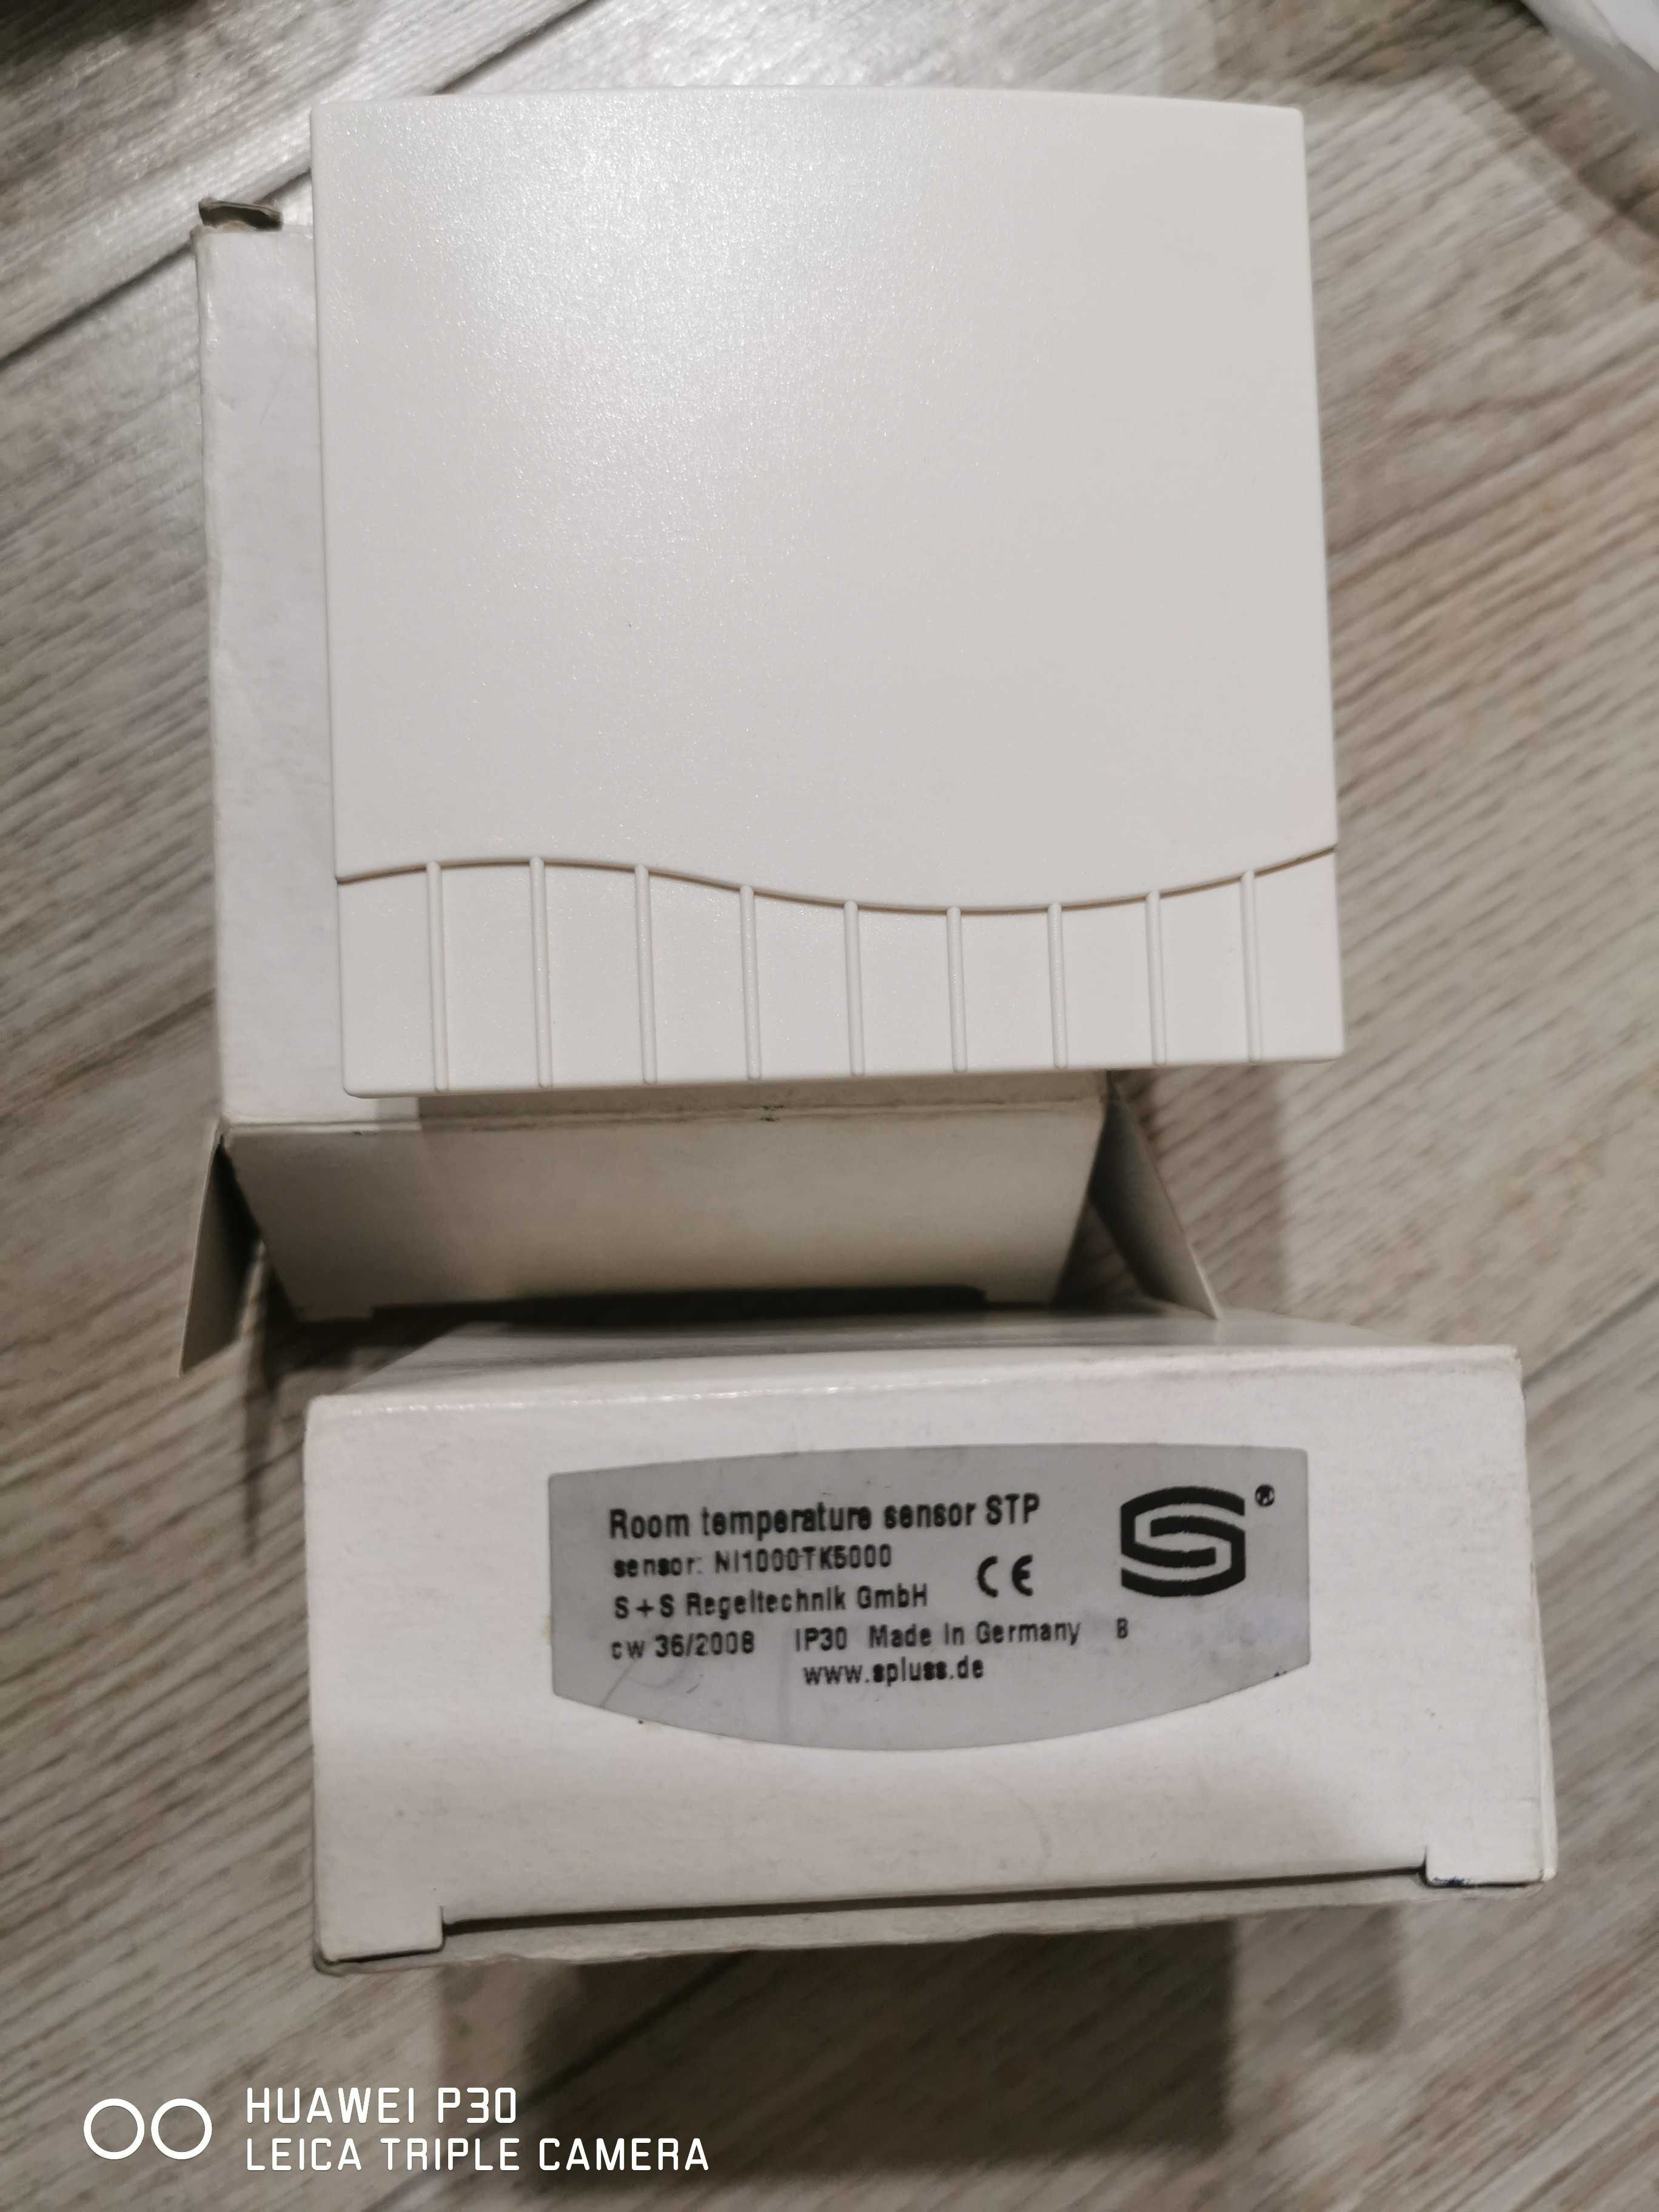 Room temperature sensor STP
sensor: NI1000TK5000
CE
S+S Regeltechnik GmbH
cw 36/2008 IP30 Made in Germany B
www.spluss.de
S®
HUAWEI P30
LEICA TRIPLE CAMERA